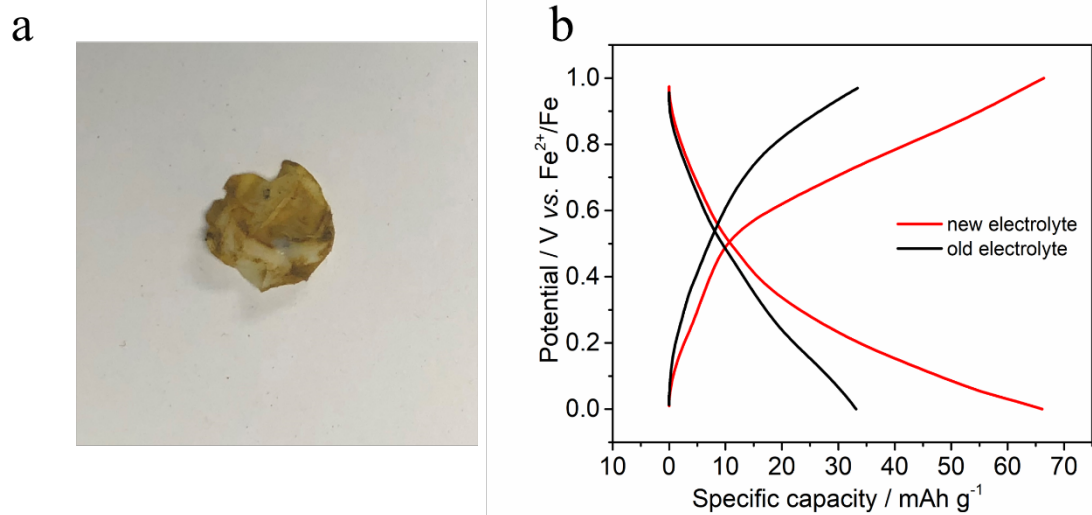 a
b
Potential / V vs. Fe²⁺/Fe
1.0
0.8
0.6
0.4
0.2
0.0
new electrolyte
old electrolyte
10 0 10 20 30 40 50 60 70
Specific capacity / mAh g⁻¹